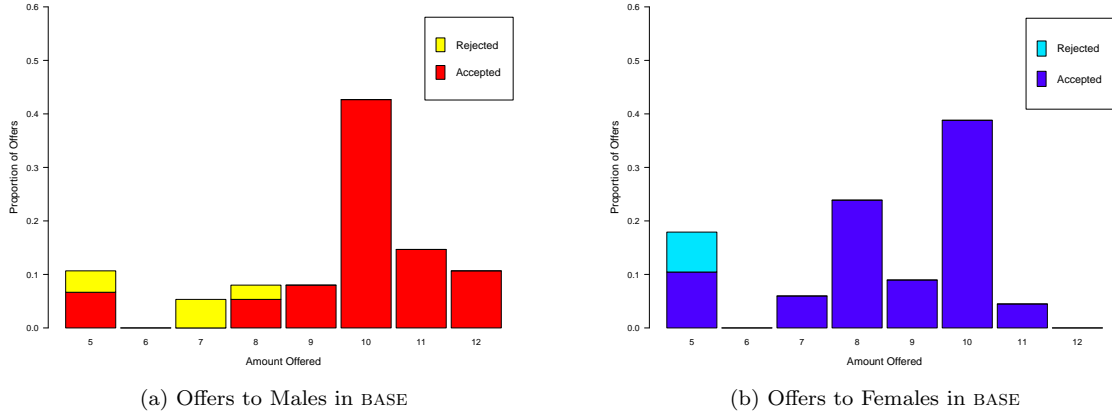 0.6
0.5
0.4
0.3
0.2
0.1
0.0
Proportion of Offers
Rejected
Accepted
5 6 7 8 9 10 11 12
Amount Offered
(a) Offers to Males in BASE
0.6
0.5
0.4
0.3
0.2
0.1
0.0
Proportion of Offers
Rejected
Accepted
5 6 7 8 9 10 11 12
Amount Offered
(b) Offers to Females in BASE